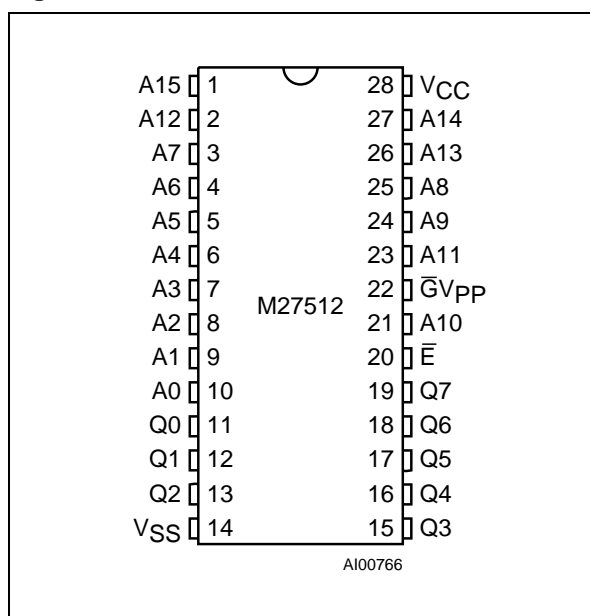 A15 1 28 VCC
A12 2 27 A14
A7 3 26 A13
A6 4 25 A8
A5 5 24 A9
A4 6 23 A11
A3 7 22 G̅VPP
M27512
A2 8 21 A10
A1 9 20 E̅
A0 10 19 Q7
Q0 11 18 Q6
Q1 12 17 Q5
Q2 13 16 Q4
VSS 14 15 Q3
AI00766